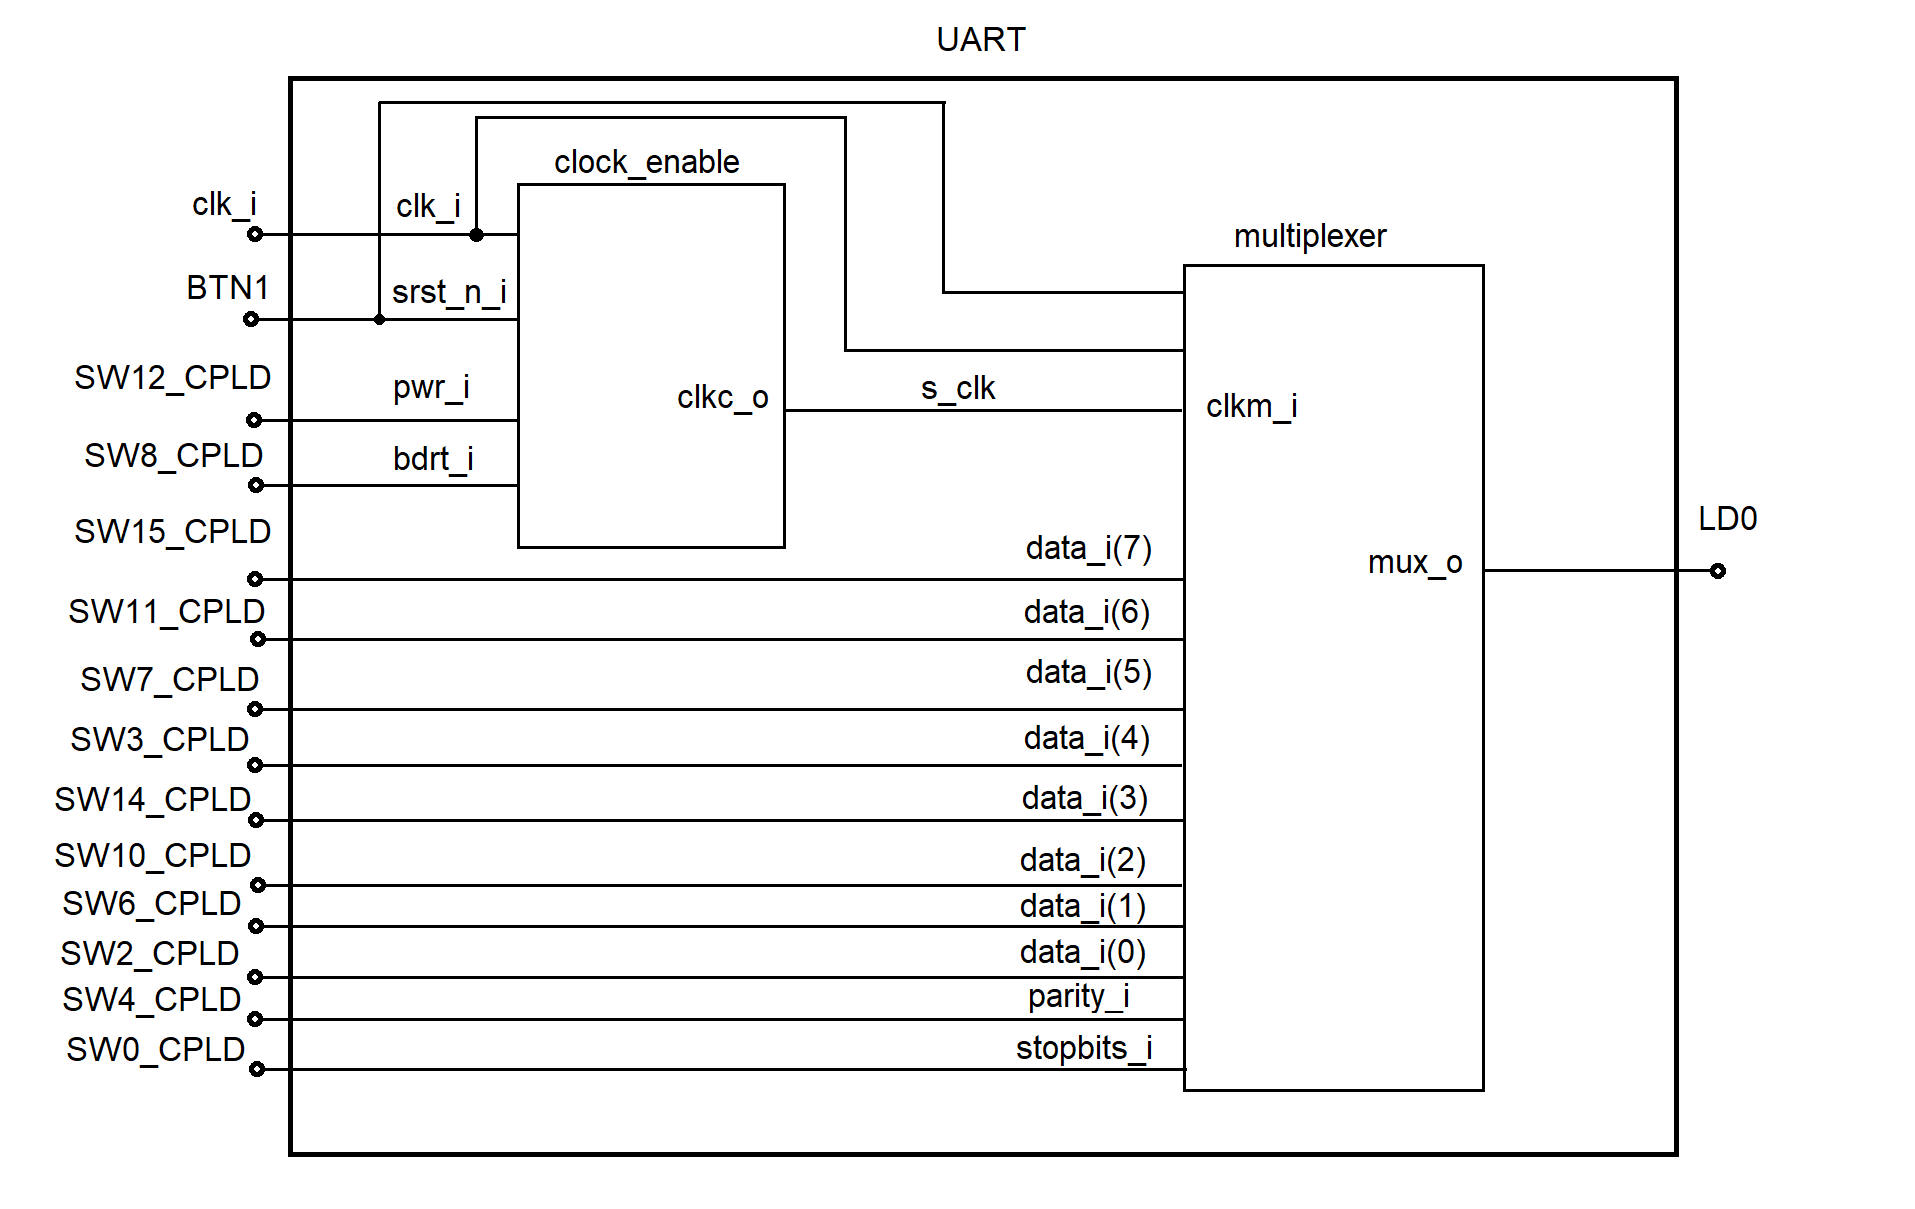 UART
clock_enable
clk_i
clk_i
multiplexer
BTN1
srst_n_i
SW12_CPLD
pwr_i
clkc_o
s_clk
clkm_i
SW8_CPLD
bdrt_i
SW15_CPLD
data_i(7)
mux_o
LD0
SW11_CPLD
data_i(6)
SW7_CPLD
data_i(5)
SW3_CPLD
data_i(4)
SW14_CPLD
data_i(3)
SW10_CPLD
data_i(2)
SW6_CPLD
data_i(1)
SW2_CPLD
data_i(0)
SW4_CPLD
parity_i
SW0_CPLD
stopbits_i